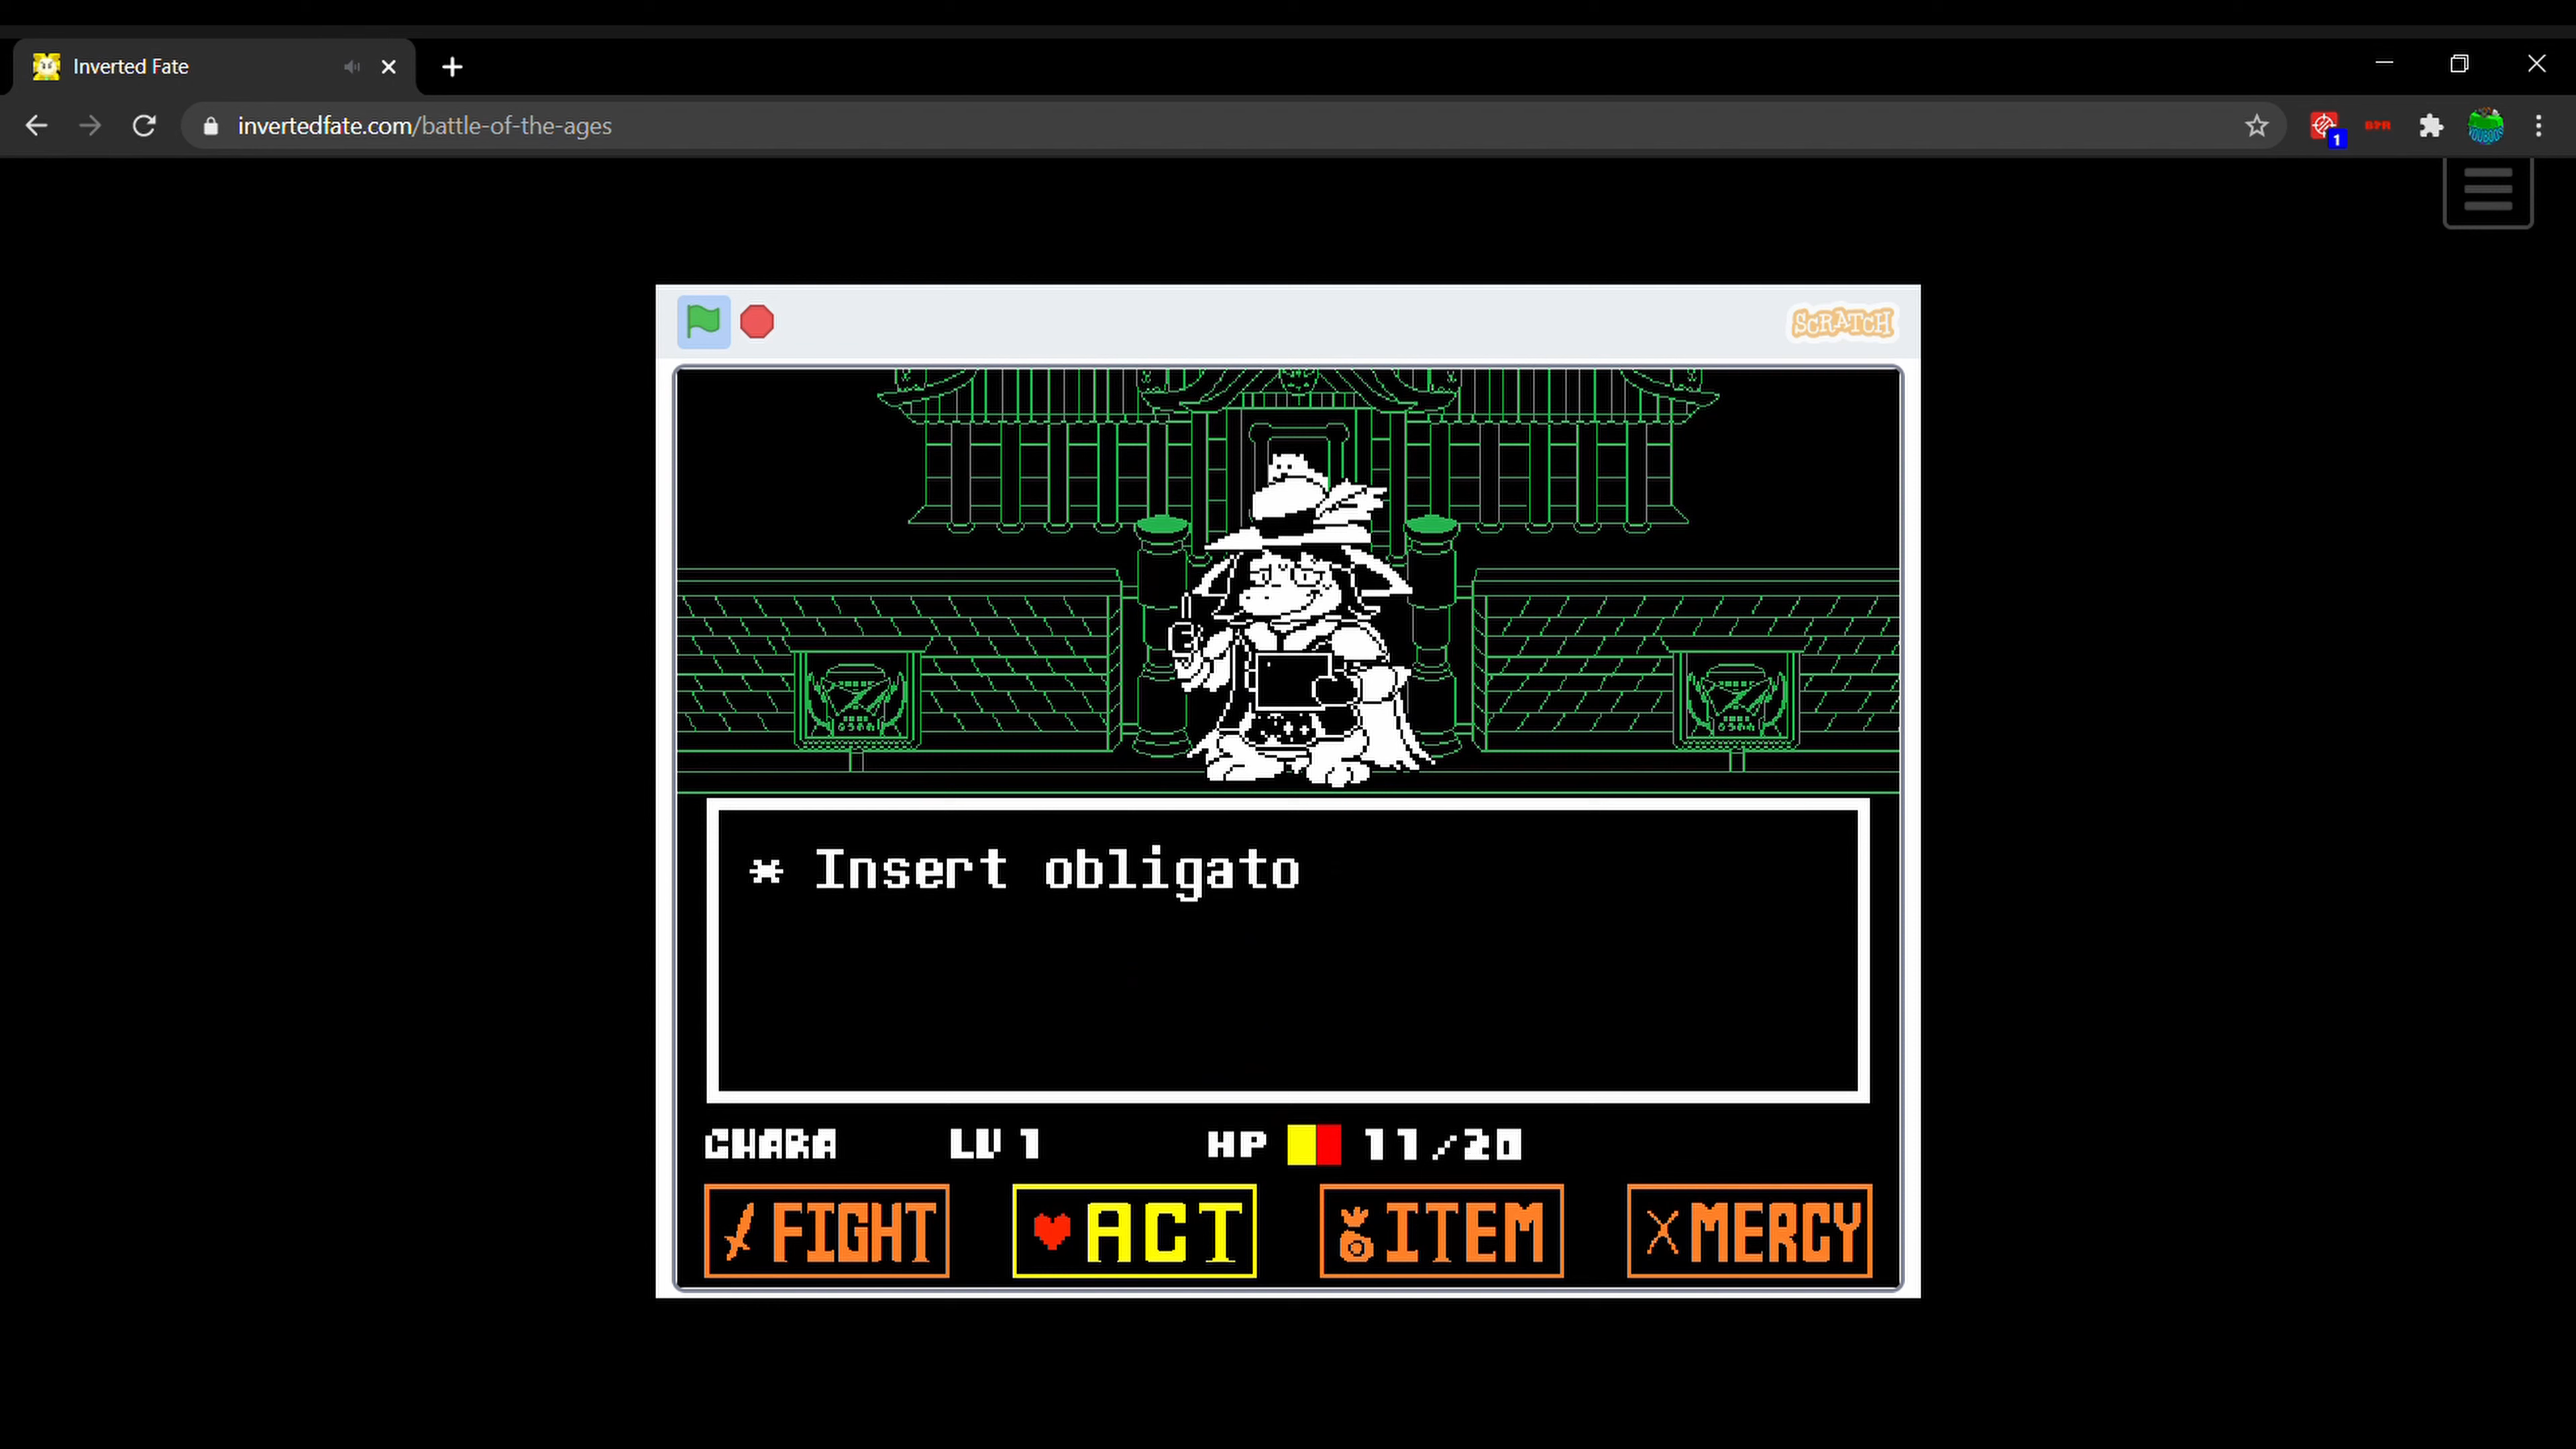 Inverted Fate
invertedfate.com/battle-of-the-ages
1
SCRATCH
* Insert obligato
CHARA LV 1 HP 11/20
FIGHT ACT ITEM MERCY